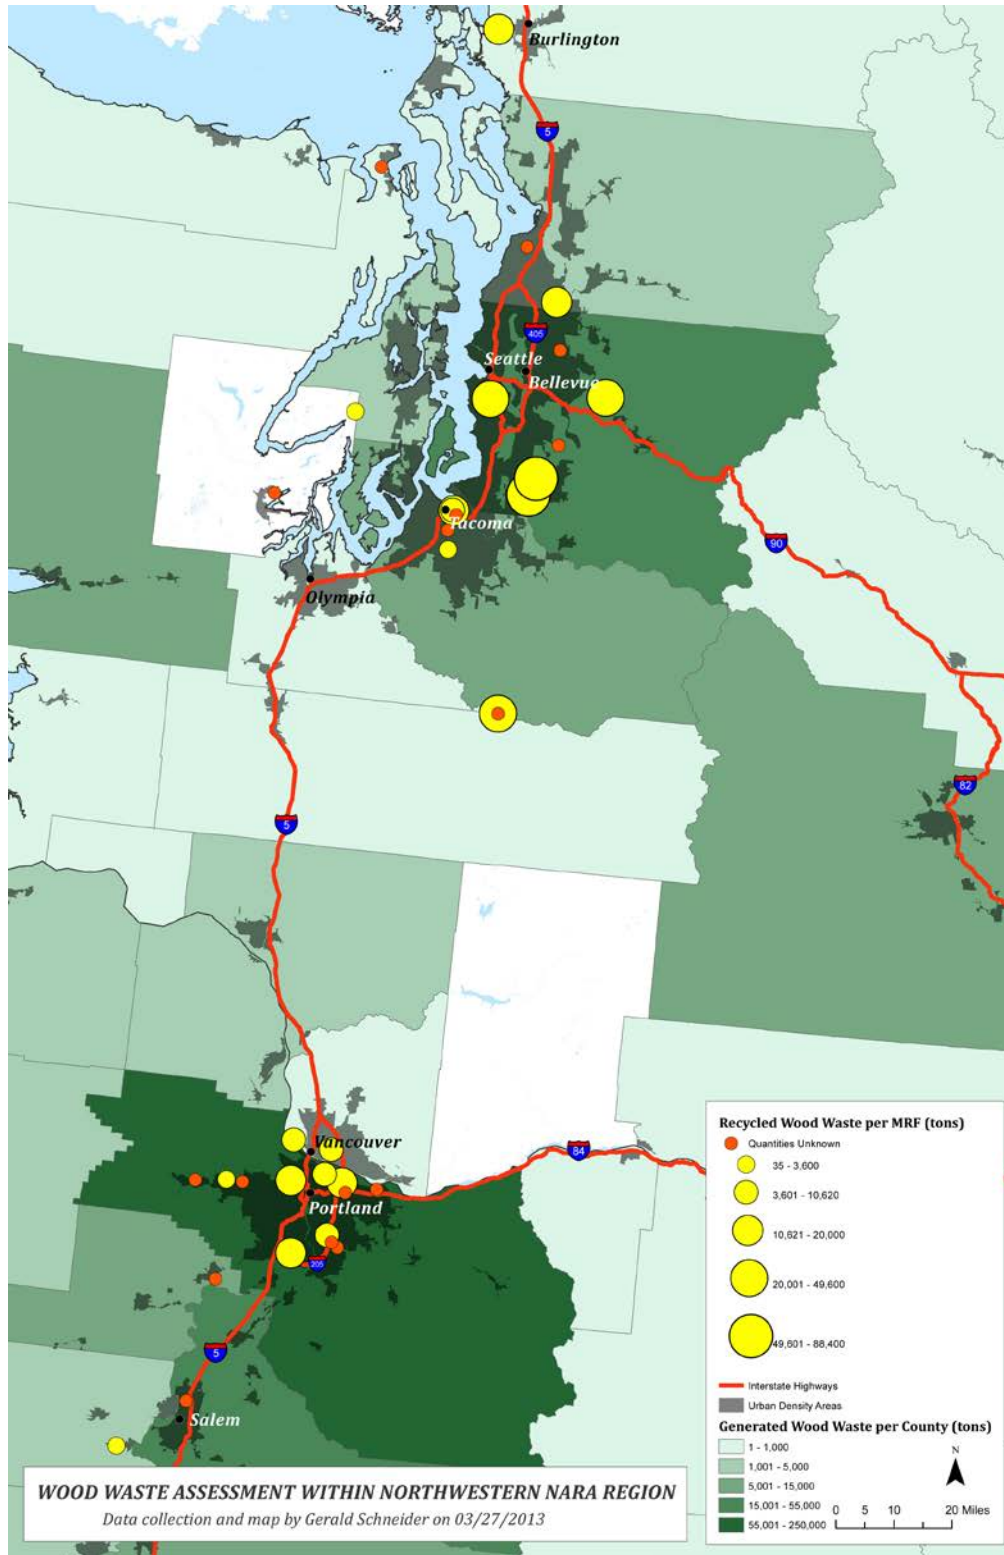 Burlington
5
405
Seattle
Bellevue
Tacoma
90
Olympia
82
5
Vancouver
84
Portland
205
5
Salem
Recycled Wood Waste per MRF (tons)
Quantities Unknown
35 - 3,600
3,601 - 10,620
10,621 - 20,000
20,001 - 49,600
49,601 - 88,400
Interstate Highways
Urban Density Areas
Generated Wood Waste per County (tons)
1 - 1,000
1,001 - 5,000
5,001 - 15,000
15,001 - 55,000
55,001 - 250,000
N
0 5 10 20 Miles
WOOD WASTE ASSESSMENT WITHIN NORTHWESTERN NARA REGION
Data collection and map by Gerald Schneider on 03/27/2013